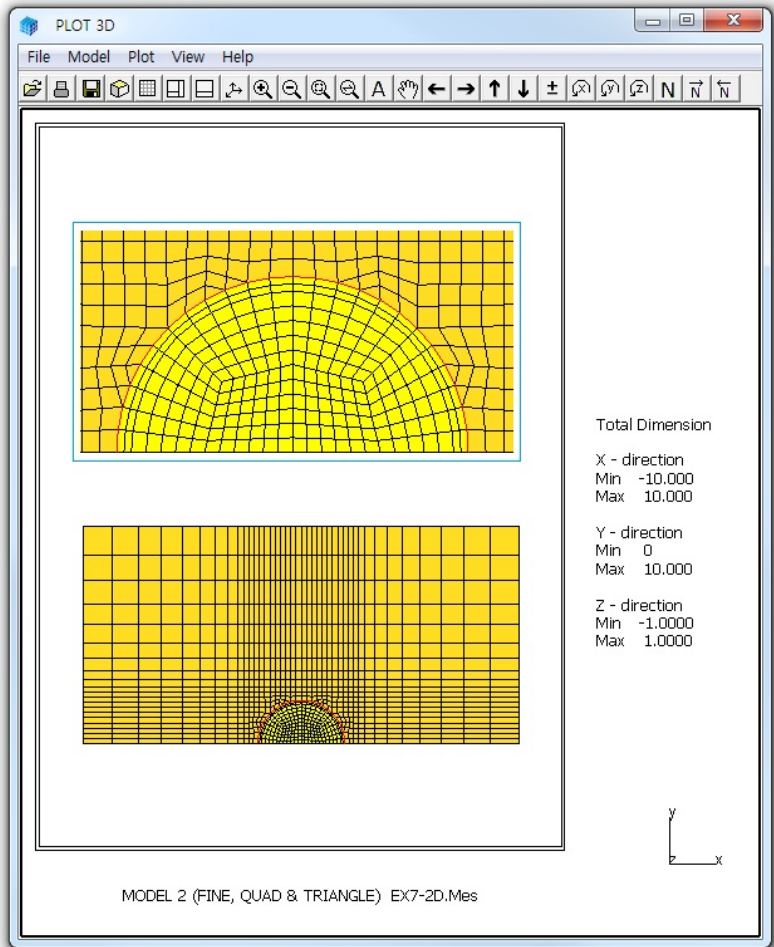 PLOT 3D
File Model Plot View Help
A ± x y z N N N
Total Dimension
X - direction
Min -10.000
Max 10.000
Y - direction
Min 0
Max 10.000
Z - direction
Min -1.0000
Max 1.0000
y
z x
MODEL 2 (FINE, QUAD & TRIANGLE) EX7-2D.Mes